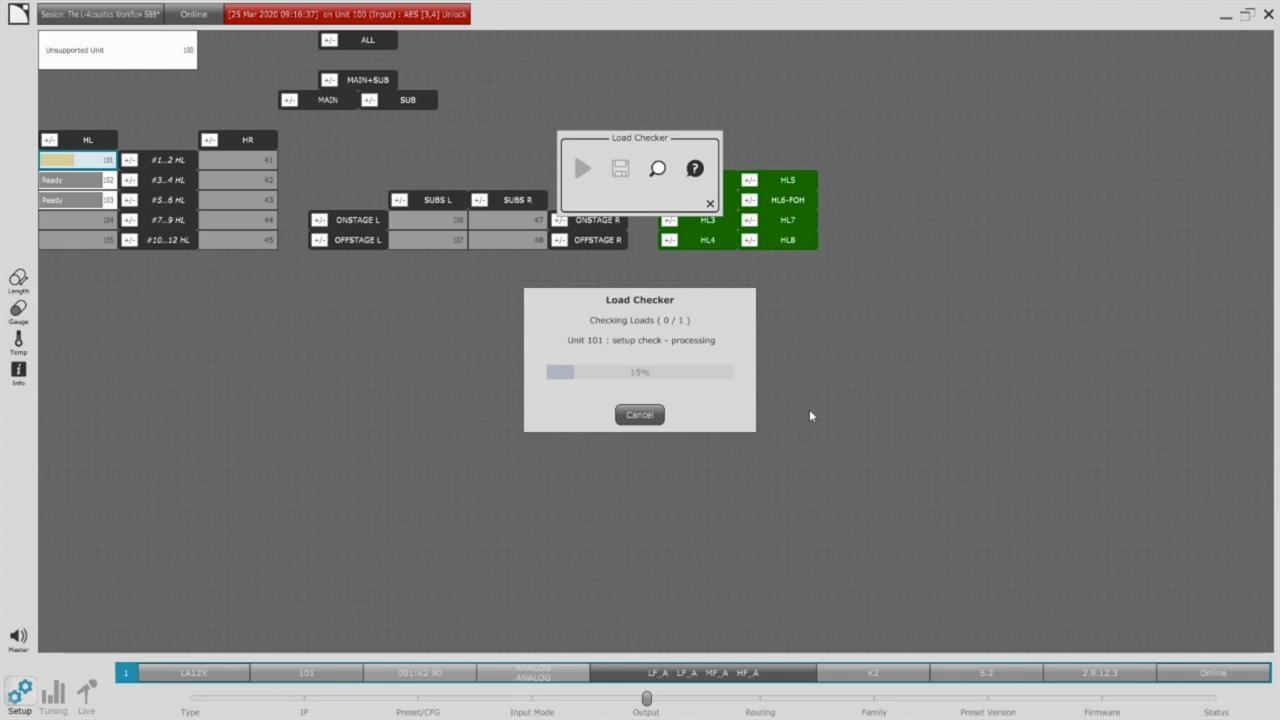 Session: The L-Acoustics Workflow SBB* Online [25 Mar 2020 09:16:37] on Unit 100 (Input) : AES [3,4] Unlock
Unsupported Unit 100
+/- ALL
+/- MAIN+SUB
+/- MAIN +/- SUB
Load Checker
+/- HL +/- HR
101 +/- #1...2 HL 41
Ready 102 +/- #3...4 HL 42 +/- HL5
Ready 103 +/- #5...6 HL 43 +/- SUBS L +/- SUBS R +/- HL6-FOH
104 +/- #7...9 HL 44 +/- ONSTAGE L 106 47 +/- ONSTAGE R +/- HL3 +/- HL7
105 +/- #10...12 HL 45 +/- OFFSTAGE L 107 48 +/- OFFSTAGE R +/- HL4 +/- HL8
Length
Gauge
Temp
Info
Load Checker
Checking Loads ( 0 / 1 )
Unit 101 : setup check - processing
15%
Cancel
Master
1 LA12X 101 001:K2 90 ANALOG ANALOG LF_A LF_A MF_A HF_A K2 6.2 2.9.12.3 Online
Setup Tuning Live Type IP Preset/CFG Input Mode Output Routing Family Preset Version Firmware Status